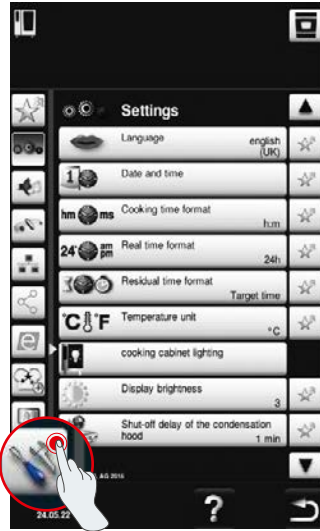 Settings
Language
english
(UK)
1
Date and time
hm ms
Cooking time format
h:m
24 am
pm
Real time format
24h
Residual time format
Target time
°C °F
Temperature unit
°C
cooking cabinet lighting
Display brightness
3
Shut-off delay of the condensation
hood
1 min
AG 2016
24.05.22
?